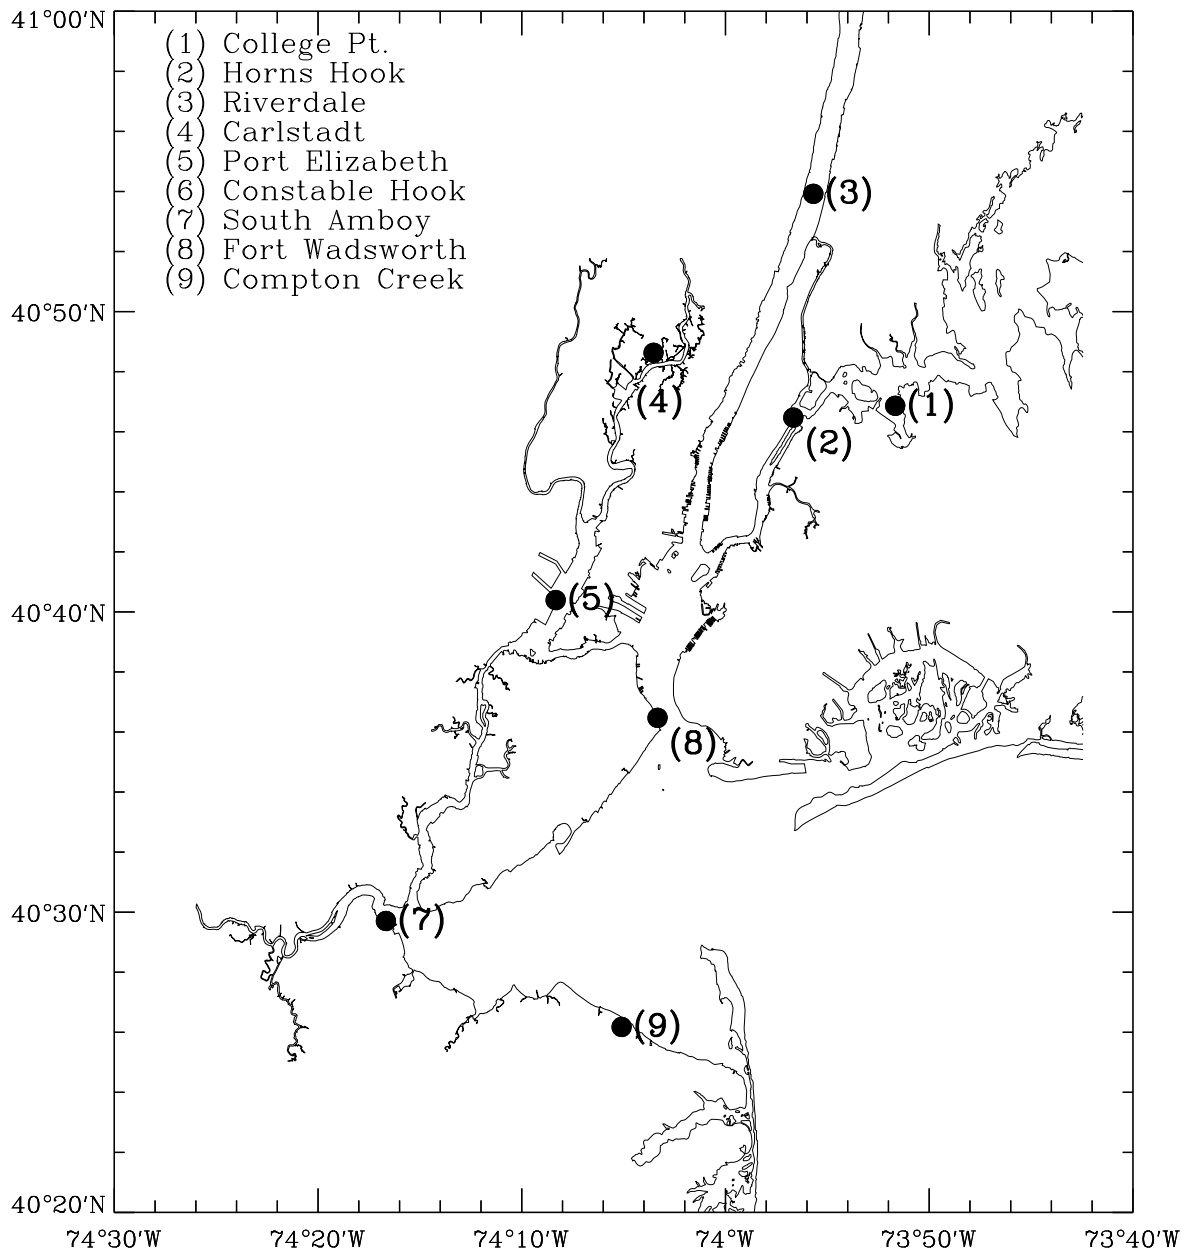 41°00'N
(1) College Pt.
(2) Horns Hook
(3) Riverdale
(4) Carlstadt
(5) Port Elizabeth
(6) Constable Hook
(7) South Amboy
(8) Fort Wadsworth
(9) Compton Creek
(3)
40°50'N
(4)
(1)
(2)
40°40'N
(5)
(8)
40°30'N
(7)
(9)
40°20'N
74°30'W 74°20'W 74°10'W 74°W 73°50'W 73°40'W